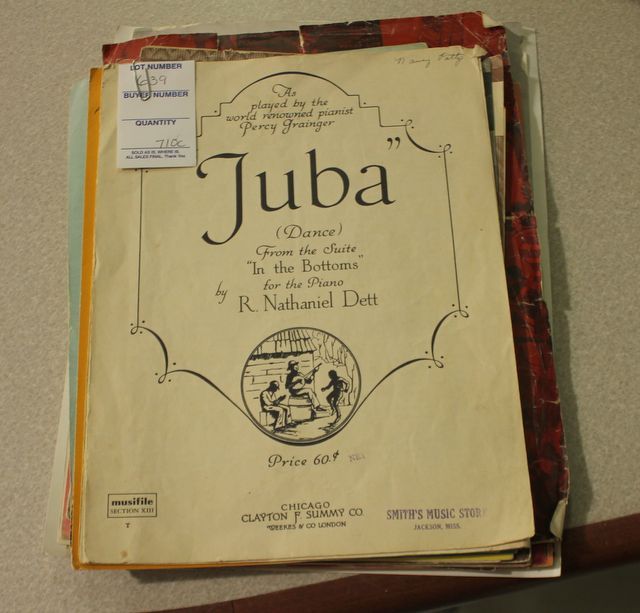 LOT NUMBER
639
BUYER NUMBER
QUANTITY
710c
SOLD AS IS, WHERE IS.
ALL SALES FINAL, Thank You
As
played by the
world renowned pianist
Percy Grainger
Juba"
(Dance)
From the Suite
"In the Bottoms"
for the Piano
by R. Nathaniel Dett
Price 60.¢
musifile
SECTION XIII
T
CHICAGO
CLAYTON F. SUMMY CO.
WEEKES & CO LONDON
SMITH'S MUSIC STORE
JACKSON, MISS.